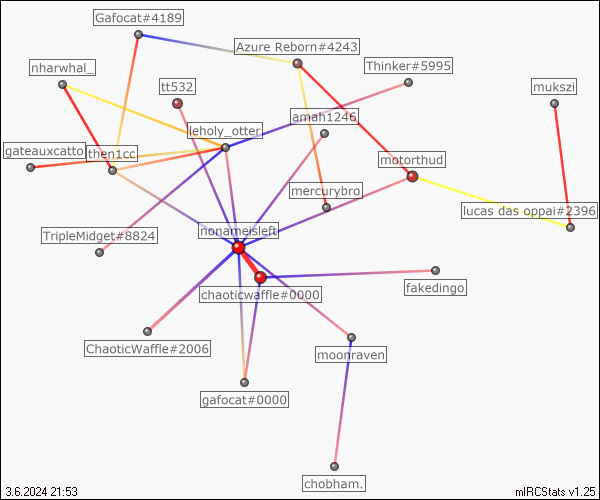 Gafocat#4189
Azure Reborn#4243
nharwhal_
Thinker#5995
tt532
mukszi
amah1246
leholy_otter
gateauxcatto
then1cc
motorthud
mercurybro
lucas das oppai#2396
nonameisleft
TripleMidget#8824
chaoticwaffle#0000
fakedingo
ChaoticWaffle#2006
moonraven
gafocat#0000
chobham.
3.6.2024 21:53
mIRCStats v1.25